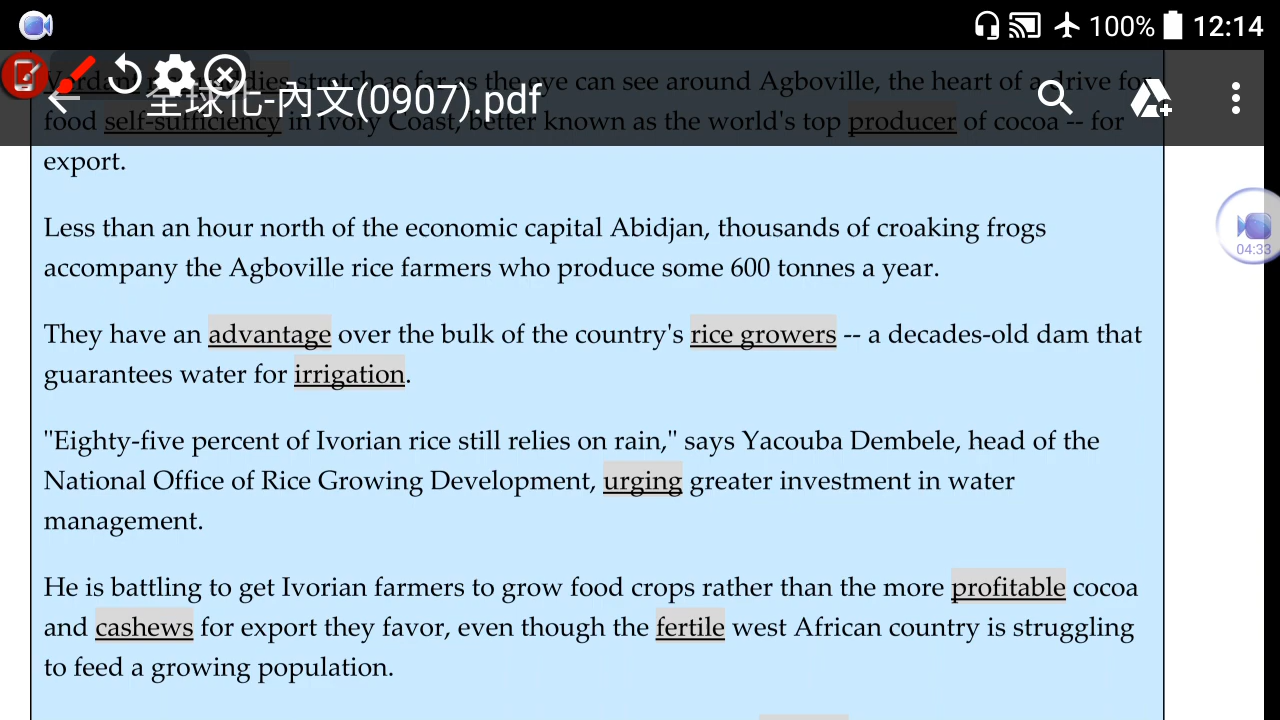 100% 12:14
stretch as far as the eye can see around Agboville, the heart of a drive for
全球化-內文(0907).pdf
food self-sufficiency in Ivory Coast, better known as the world's top producer of cocoa -- for
export.
Less than an hour north of the economic capital Abidjan, thousands of croaking frogs
accompany the Agboville rice farmers who produce some 600 tonnes a year.
04:33
They have an advantage over the bulk of the country's rice growers -- a decades-old dam that
guarantees water for irrigation.
"Eighty-five percent of Ivorian rice still relies on rain," says Yacouba Dembele, head of the
National Office of Rice Growing Development, urging greater investment in water
management.
He is battling to get Ivorian farmers to grow food crops rather than the more profitable cocoa
and cashews for export they favor, even though the fertile west African country is struggling
to feed a growing population.